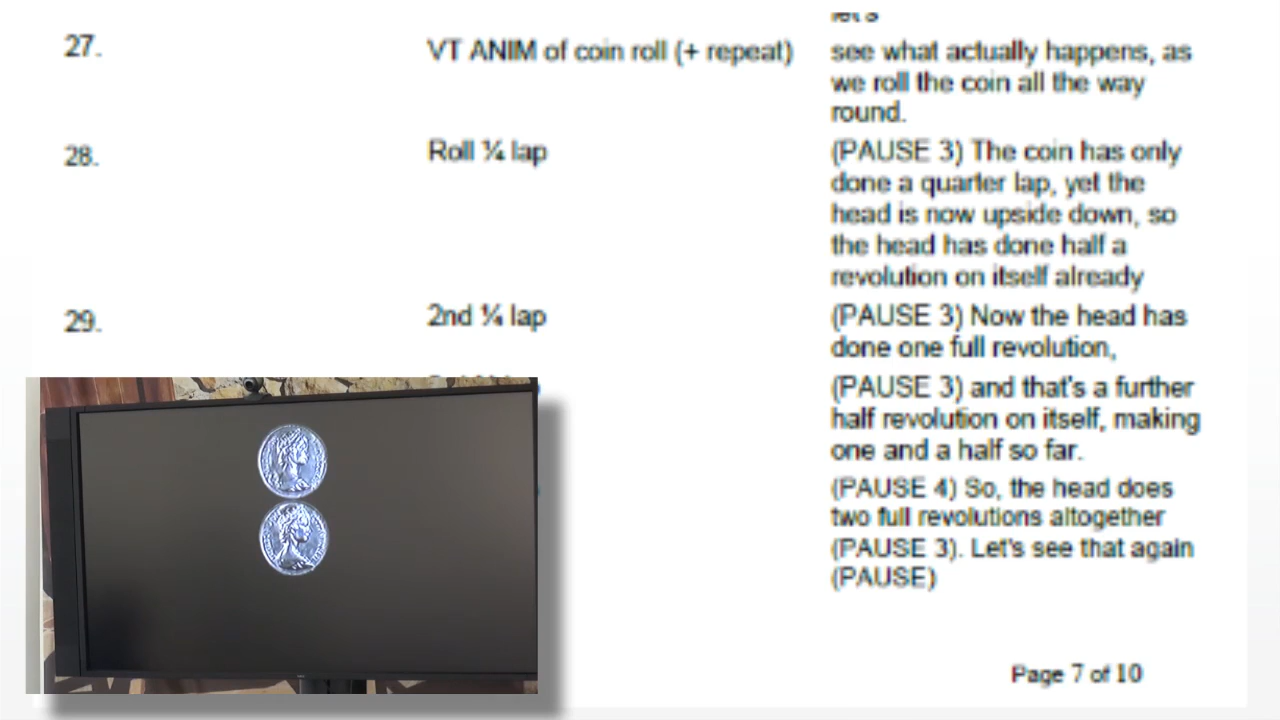 let's
27.
VT ANIM of coin roll (+ repeat)
see what actually happens, as
we roll the coin all the way
round.
28.
Roll ¼ lap
(PAUSE 3) The coin has only
done a quarter lap, yet the
head is now upside down, so
the head has done half a
revolution on itself already
29.
2nd ¼ lap
(PAUSE 3) Now the head has
done one full revolution,
(PAUSE 3) and that's a further
half revolution on itself, making
one and a half so far.
(PAUSE 4) So, the head does
two full revolutions altogether
(PAUSE 3). Let's see that again
(PAUSE)
Page 7 of 10